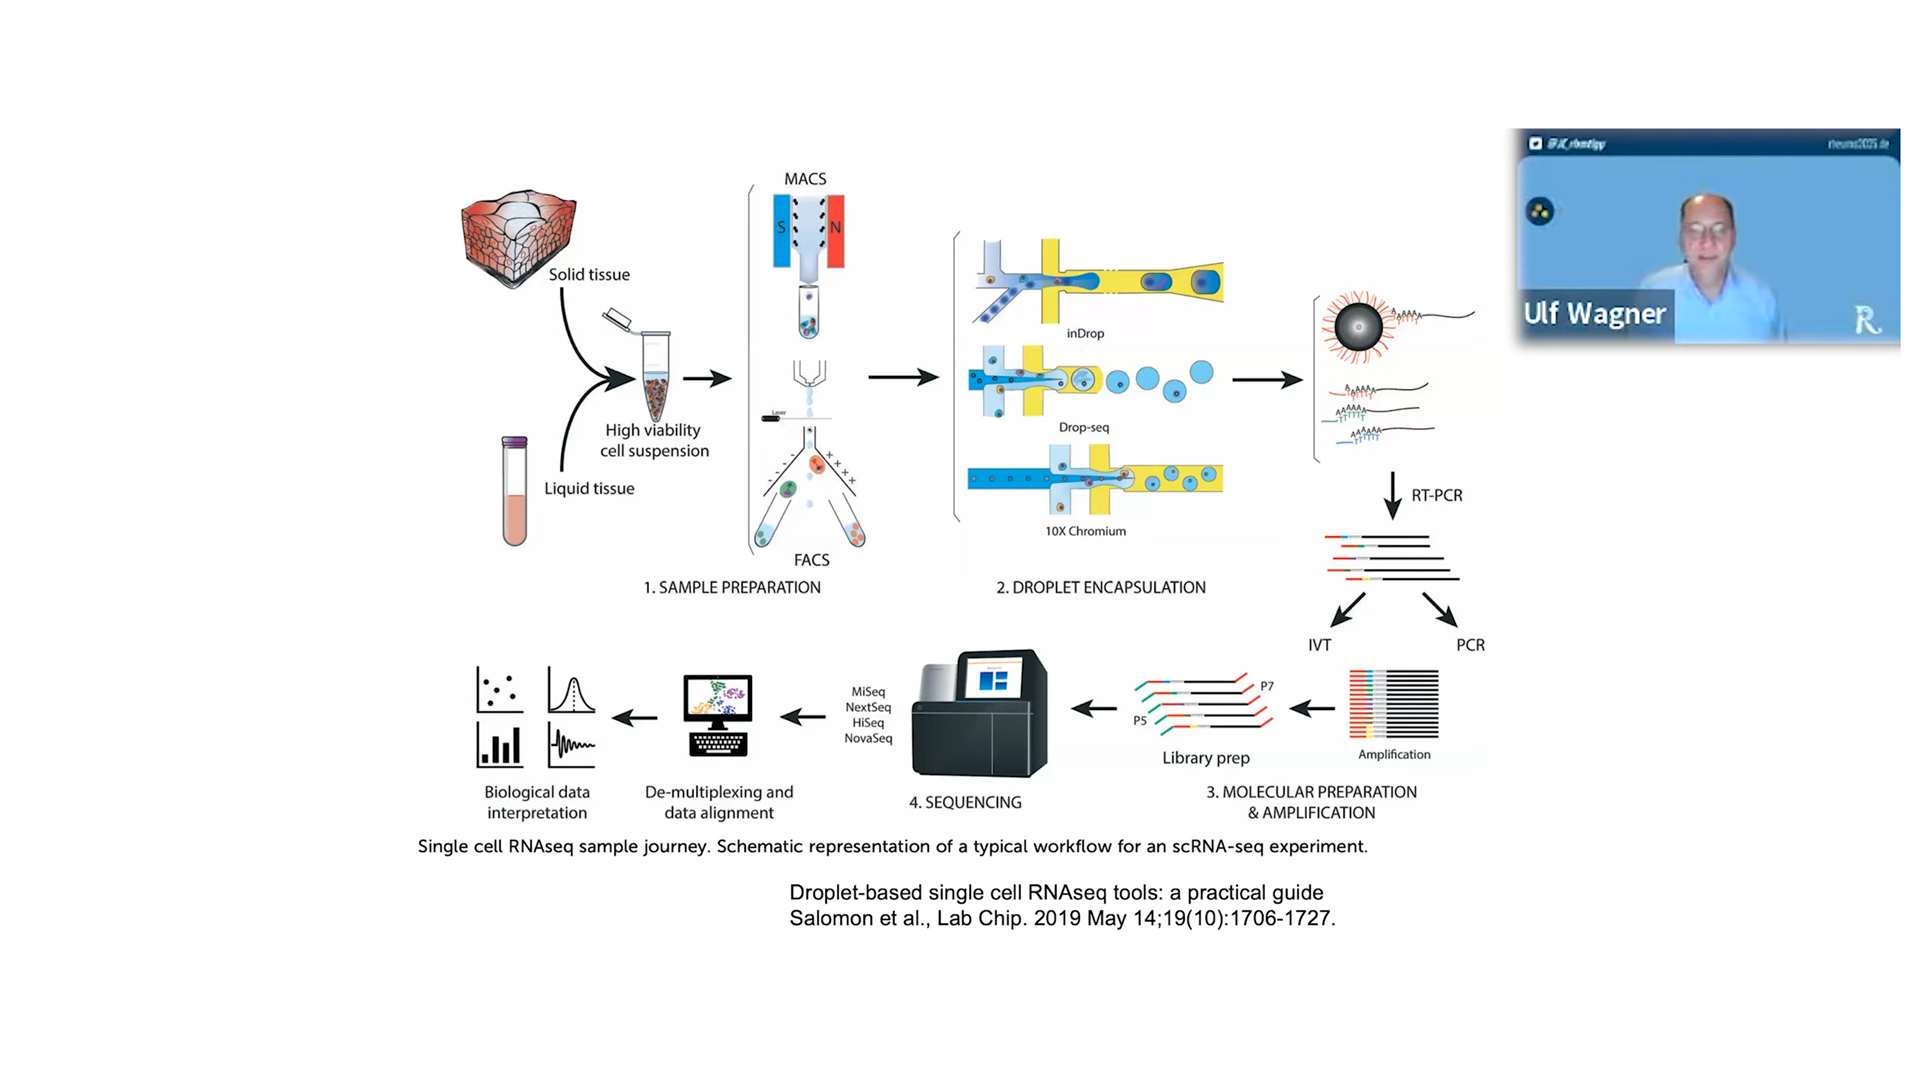 MACS
S
N
Solid tissue
High viability
cell suspension
Liquid tissue
Laser
FACS
1. SAMPLE PREPARATION
inDrop
Drop-seq
10X Chromium
2. DROPLET ENCAPSULATION
RT-PCR
IVT
PCR
Amplification
P7
P5
Library prep
3. MOLECULAR PREPARATION
& AMPLIFICATION
MiSeq
NextSeq
HiSeq
NovaSeq
4. SEQUENCING
De-multiplexing and
data alignment
Biological data
interpretation
Single cell RNAseq sample journey. Schematic representation of a typical workflow for an scRNA-seq experiment.
Droplet-based single cell RNAseq tools: a practical guide
Salomon et al., Lab Chip. 2019 May 14;19(10):1706-1727.
Ulf Wagner
R